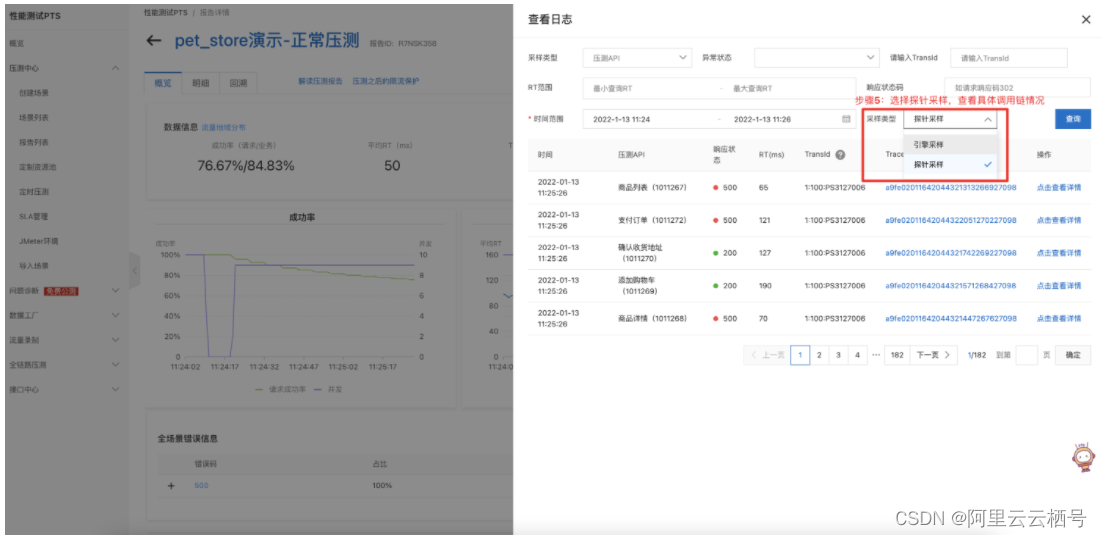 性能测试PTS
概览
压测中心
创建场景
场景列表
报告列表
定制资源池
定时压测
SLA管理
JMeter环境
导入场景
问题诊断 免费公测
数据工厂
流量录制
全链路压测
接口中心
性能测试PTS / 报告详情
← pet_store演示-正常压测 报告ID: R7NSK3S8
概览 明细 回溯 解读压测报告 压测之后的限流保护
数据信息 流量地域分布
成功率（请求/业务） 平均RT（ms）
76.67%/84.83% 50
成功率
成功率 并发
100% 10
80% 8
60% 6
40% 4
20% 2
0 0
11:24:02 11:24:17 11:24:32 11:24:47 11:25:02 11:25:17
请求成功率 并发
平均RT
160
120
80
40
0
11:24:0
全场景错误信息
错误码 占比
+ 500 100%
查看日志
采样类型 压测API 异常状态 请输入TransId 请输入TransId
RT范围 最小查询RT - 最大查询RT 响应状态码 如请求响应码302
步骤5：选择探针采样，查看具体调用链情况
* 时间范围 2022-1-13 11:24 - 2022-1-13 11:26 采样类型 探针采样 查询
引擎采样
探针采样
时间 压测API 响应状态 RT(ms) TransId Trace 操作
2022-01-13 11:25:26 商品列表（1011267） 500 65 1:100:PS3127006 a9fe02011642044321313266927098 点击查看详情
2022-01-13 11:25:26 支付订单（1011272） 500 121 1:100:PS3127006 a9fe02011642044322051270227098 点击查看详情
2022-01-13 11:25:26 确认收货地址（1011270） 200 127 1:100:PS3127006 a9fe02011642044321742269227098 点击查看详情
2022-01-13 11:25:26 添加购物车（1011269） 200 190 1:100:PS3127006 a9fe02011642044321571268427098 点击查看详情
2022-01-13 11:25:26 商品详情（1011268） 500 70 1:100:PS3127006 a9fe02011642044321447267627098 点击查看详情
上一页 1 2 3 4 ... 182 下一页 1/182 到第 页 确定
CSDN @阿里云云栖号